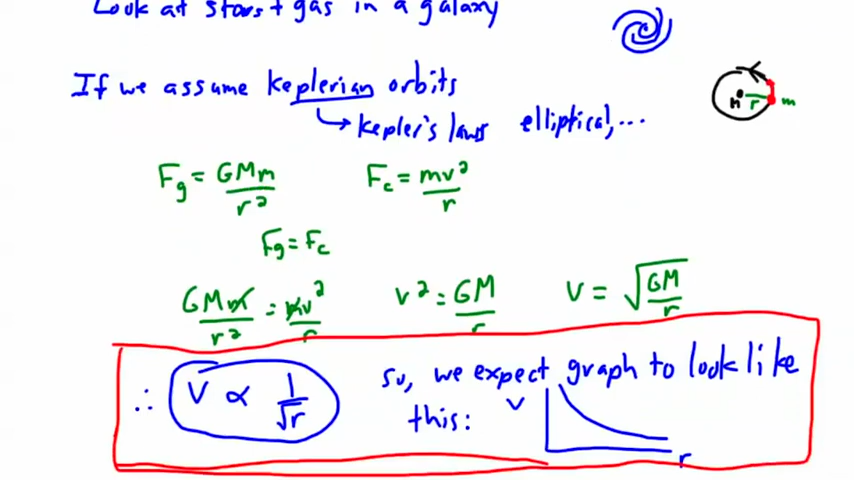 Look at stars + gas in a galaxy
If we assume keplerian orbits
kepler's laws elliptical,...
M r m
Fg = GMm/r² Fc = mv²/r
Fg = Fc
GMm/r² = mv²/r v² = GM/r V = √(GM/r)
∴ V ∝ 1/√r so, we expect graph to look like
this: V
r